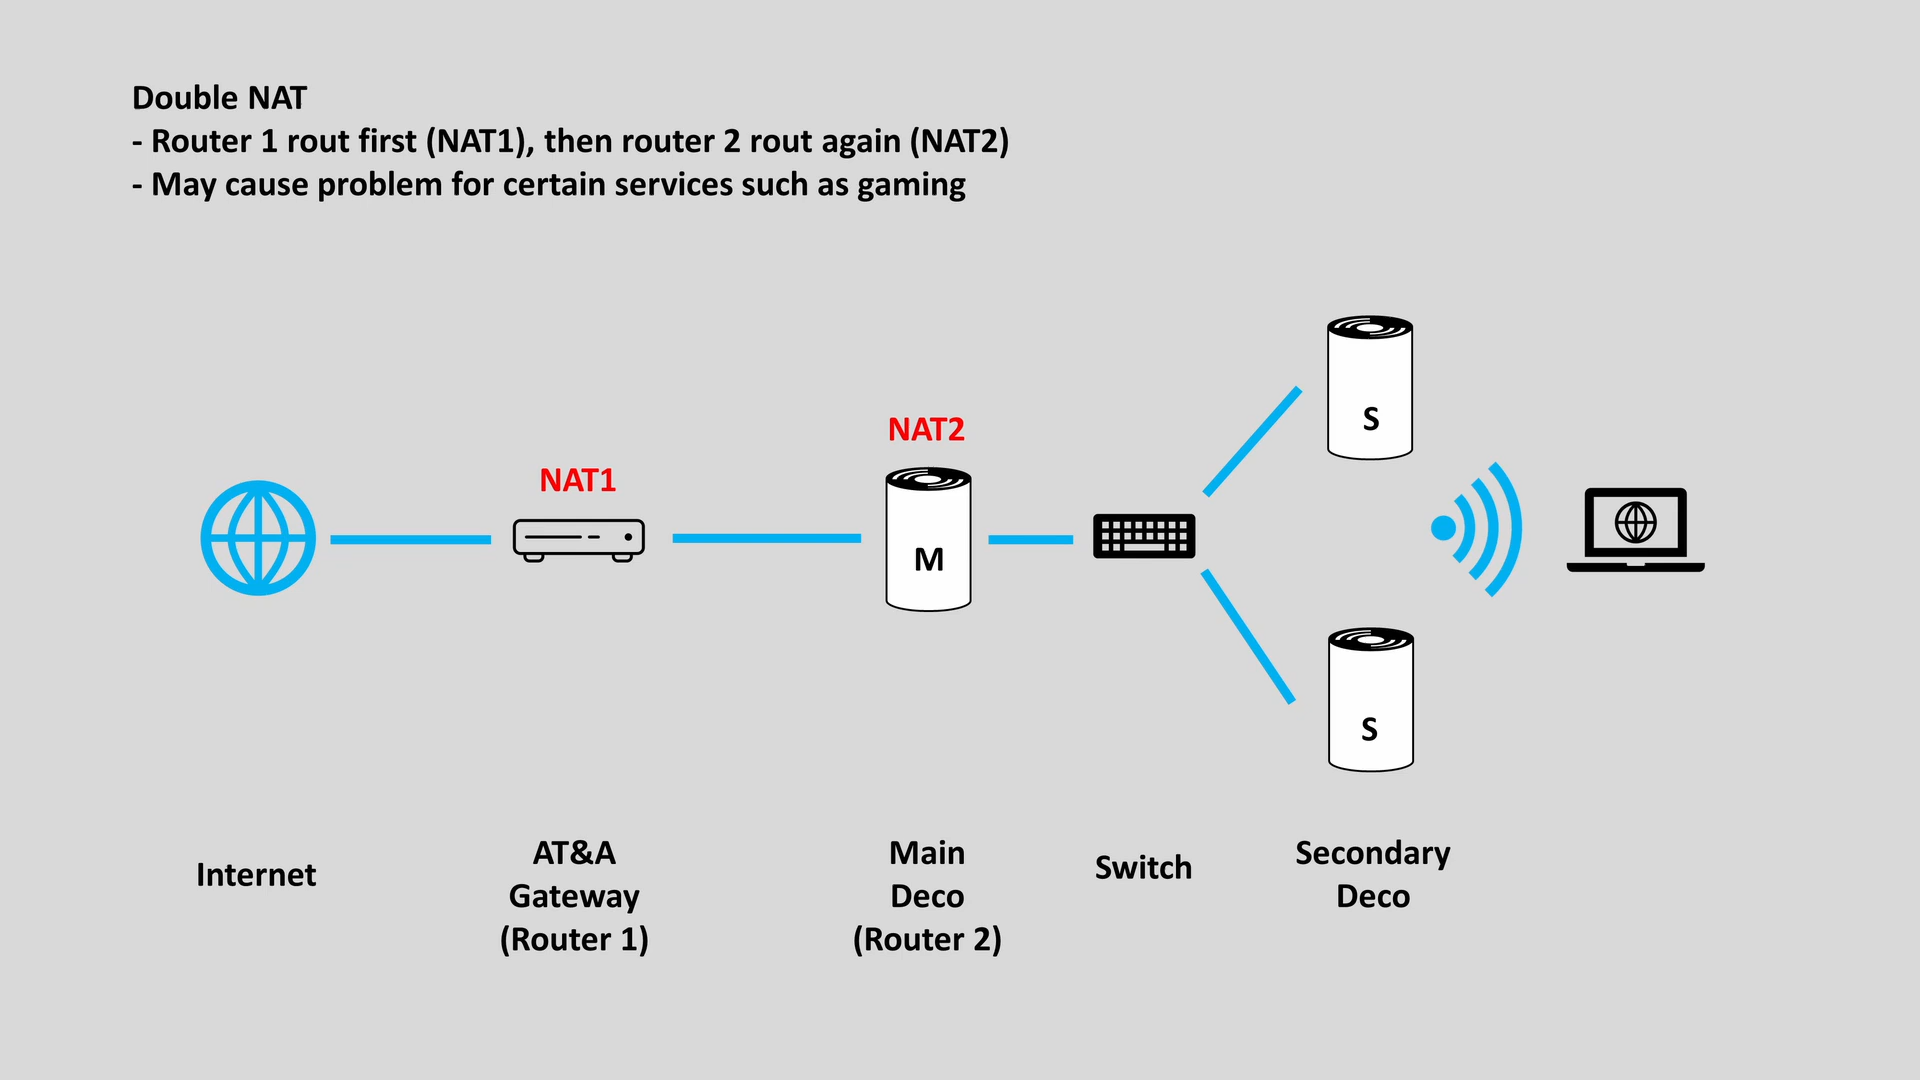 Double NAT
- Router 1 rout first (NAT1), then router 2 rout again (NAT2)
- May cause problem for certain services such as gaming
NAT1
NAT2
M
S
S
Internet
AT&A
Gateway
(Router 1)
Main
Deco
(Router 2)
Switch
Secondary
Deco